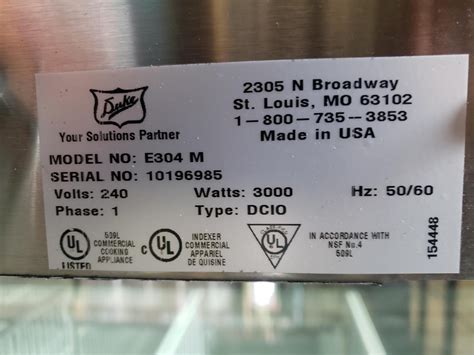 Duke
Your Solutions Partner
2305 N Broadway
St. Louis, MO 63102
1-800-735-3853
Made in USA
MODEL NO: E304 M
SERIAL NO: 10196985
Volts: 240 Watts: 3000 Hz: 50/60
Phase: 1 Type: DCIO
UL
LISTED
509L
COMMERCIAL
COOKING
APPLIANCE
C UL
INDEXER
COMMERCIAL
APPARIEL
DE QUISINE
UL
IN ACCORDANCE WITH
NSF No.4
509L
154448